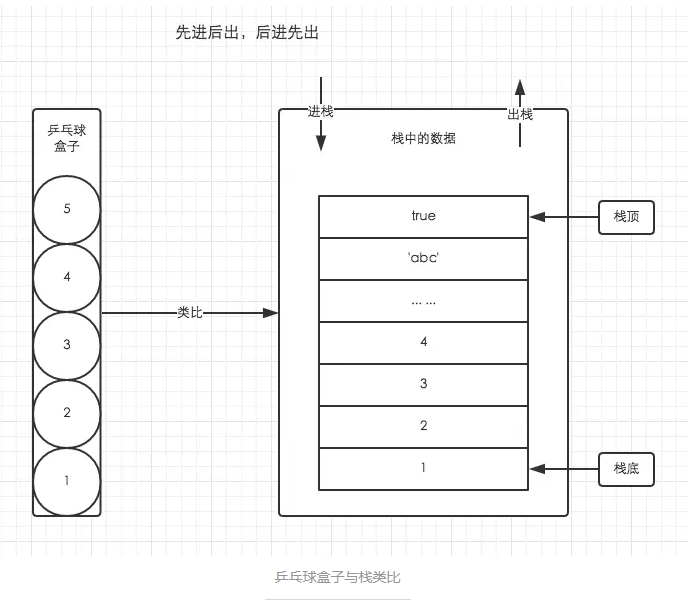 先进后出，后进先出
进栈
出栈
乒乓球
盒子
栈中的数据
5
4
3
2
1
类比
true
'abc'
... ...
4
3
2
1
栈顶
栈底
乒乓球盒子与栈类比